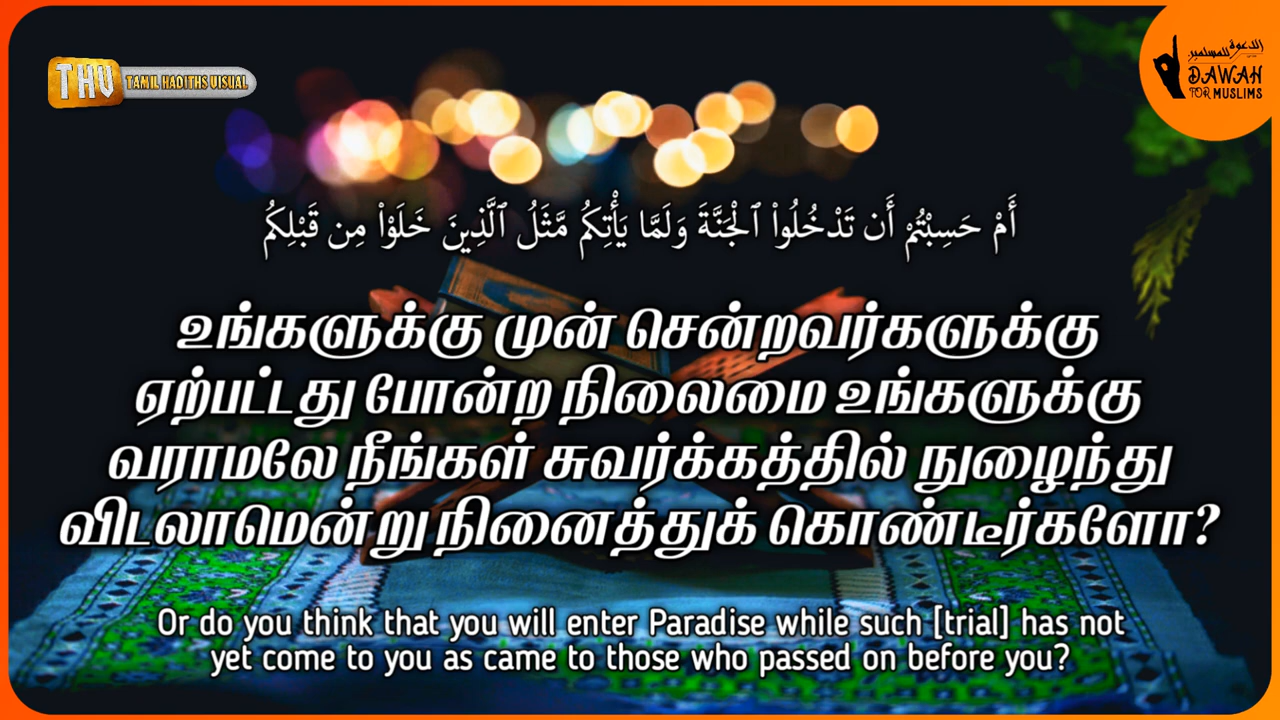 THV TAMIL HADITHS VISUAL
الدعوة للمسلمين
DAWAH
FOR MUSLIMS
أَمْ حَسِبْتُمْ أَن تَدْخُلُوا۟ ٱلْجَنَّةَ وَلَمَّا يَأْتِكُم مَّثَلُ ٱلَّذِينَ خَلَوْا۟ مِن قَبْلِكُم
உங்களுக்கு முன் சென்றவர்களுக்கு
ஏற்பட்டது போன்ற நிலைமை உங்களுக்கு
வராமலே நீங்கள் சுவர்க்கத்தில் நுழைந்து
விடலாமென்று நினைத்துக் கொண்டீர்களோ?
Or do you think that you will enter Paradise while such [trial] has not
yet come to you as came to those who passed on before you?